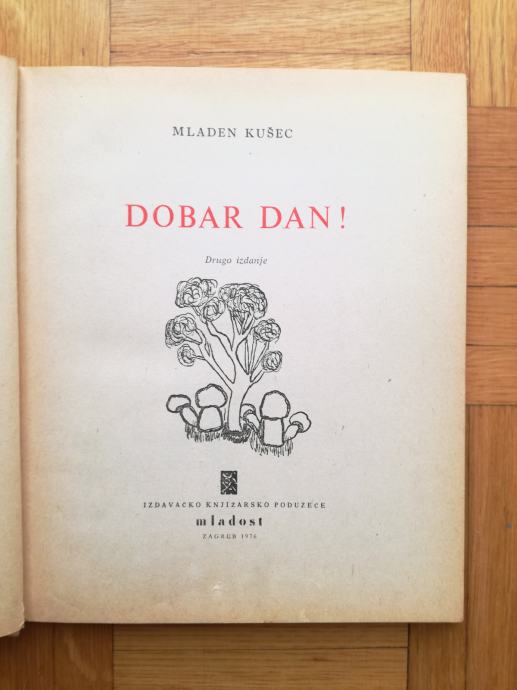 MLADEN KUŠEC
DOBAR DAN!
Drugo izdanje
IZDAVAČKO KNJIŽARSKO PODUZEĆE
mladost
ZAGREB 1976